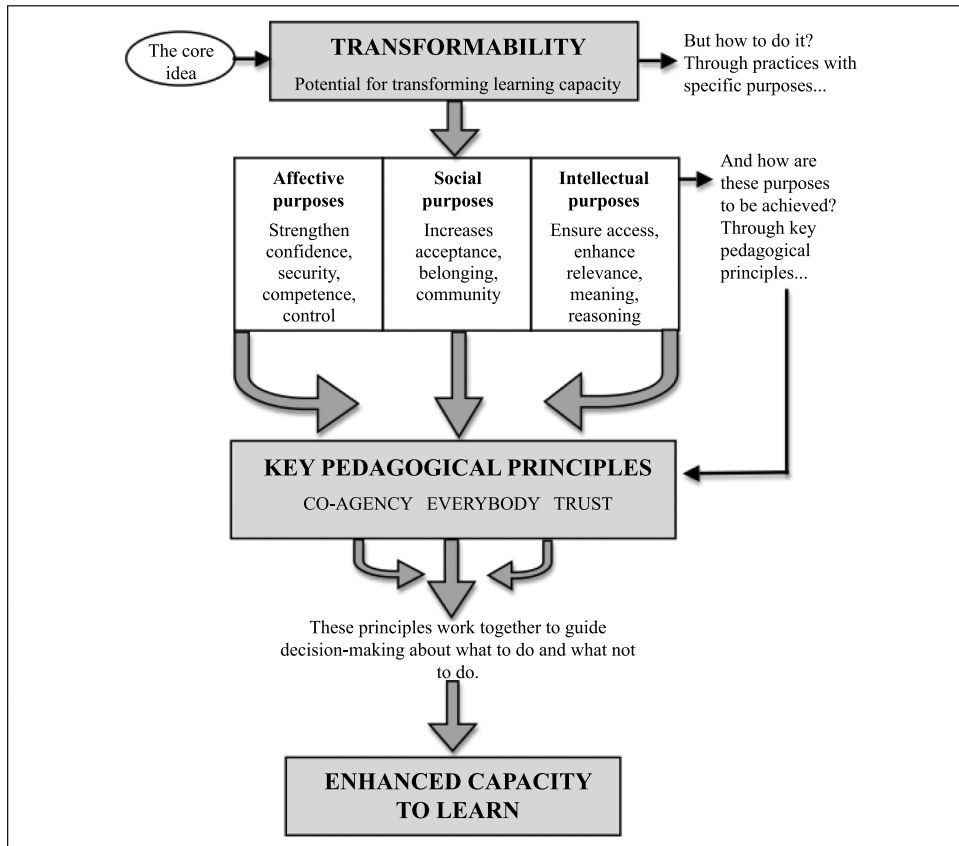 The core
idea
TRANSFORMABILITY
Potential for transforming learning capacity
But how to do it?
Through practices with
specific purposes...
Affective
purposes
Strengthen
confidence,
security,
competence,
control
Social
purposes
Increases
acceptance,
belonging,
community
Intellectual
purposes
Ensure access,
enhance
relevance,
meaning,
reasoning
And how are
these purposes
to be achieved?
Through key
pedagogical
principles...
KEY PEDAGOGICAL PRINCIPLES
CO-AGENCY EVERYBODY TRUST
These principles work together to guide
decision-making about what to do and what not
to do.
ENHANCED CAPACITY
TO LEARN